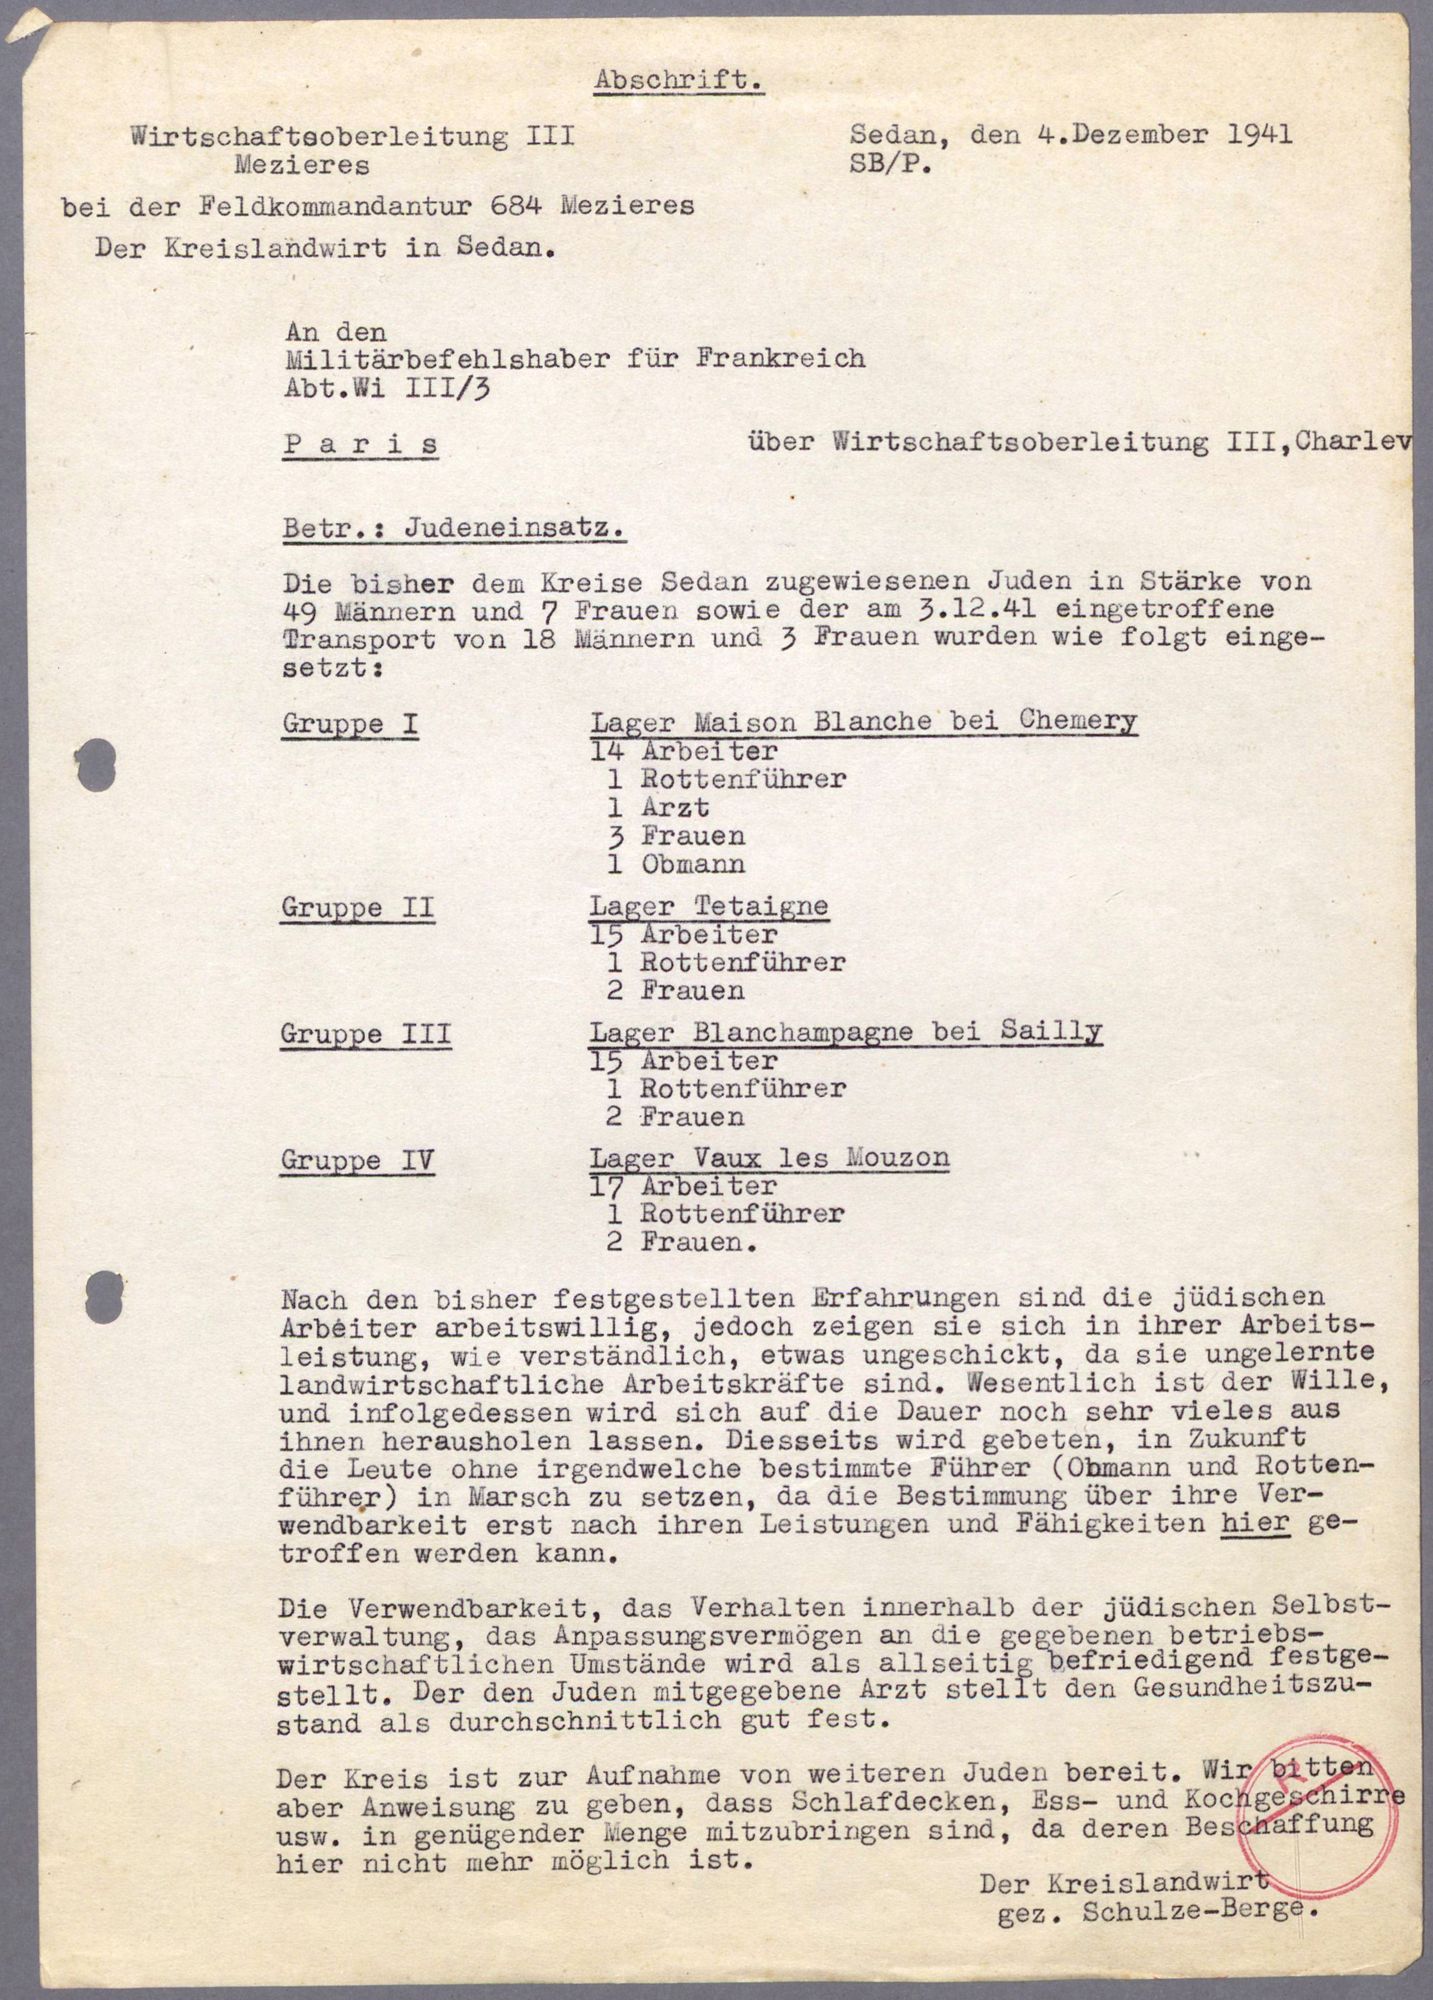 Abschrift.
Wirtschaftsoberleitung III
Mezieres
Sedan, den 4.Dezember 1941
SB/P.
bei der Feldkommandantur 684 Mezieres
Der Kreislandwirt in Sedan.
An den
Militärbefehlshaber für Frankreich
Abt.Wi III/3
P a r i s
über Wirtschaftsoberleitung III,Charlev
Betr.: Judeneinsatz.
Die bisher dem Kreise Sedan zugewiesenen Juden in Stärke von
49 Männern und 7 Frauen sowie der am 3.12.41 eingetroffene
Transport von 18 Männern und 3 Frauen wurden wie folgt einge-
setzt:
Gruppe I
Lager Maison Blanche bei Chemery
14 Arbeiter
1 Rottenführer
1 Arzt
3 Frauen
1 Obmann
Gruppe II
Lager Tetaigne
15 Arbeiter
1 Rottenführer
2 Frauen
Gruppe III
Lager Blanchampagne bei Sailly
15 Arbeiter
1 Rottenführer
2 Frauen
Gruppe IV
Lager Vaux les Mouzon
17 Arbeiter
1 Rottenführer
2 Frauen.
Nach den bisher festgestellten Erfahrungen sind die jüdischen
Arbeiter arbeitswillig, jedoch zeigen sie sich in ihrer Arbeits-
leistung, wie verständlich, etwas ungeschickt, da sie ungelernte
landwirtschaftliche Arbeitskräfte sind. Wesentlich ist der Wille,
und infolgedessen wird sich auf die Dauer noch sehr vieles aus
ihnen herausholen lassen. Diesseits wird gebeten, in Zukunft
die Leute ohne irgendwelche bestimmte Führer (Obmann und Rotten-
führer) in Marsch zu setzen, da die Bestimmung über ihre Ver-
wendbarkeit erst nach ihren Leistungen und Fähigkeiten hier ge-
troffen werden kann.
Die Verwendbarkeit, das Verhalten innerhalb der jüdischen Selbst-
verwaltung, das Anpassungsvermögen an die gegebenen betriebs-
wirtschaftlichen Umstände wird als allseitig befriedigend festge-
stellt. Der den Juden mitgegebene Arzt stellt den Gesundheitszu-
stand als durchschnittlich gut fest.
Der Kreis ist zur Aufnahme von weiteren Juden bereit. Wir bitten
aber Anweisung zu geben, dass Schlafdecken, Ess- und Kochgeschirre
usw. in genügender Menge mitzubringen sind, da deren Beschaffung
hier nicht mehr möglich ist.
Der Kreislandwirt
gez. Schulze-Berge.